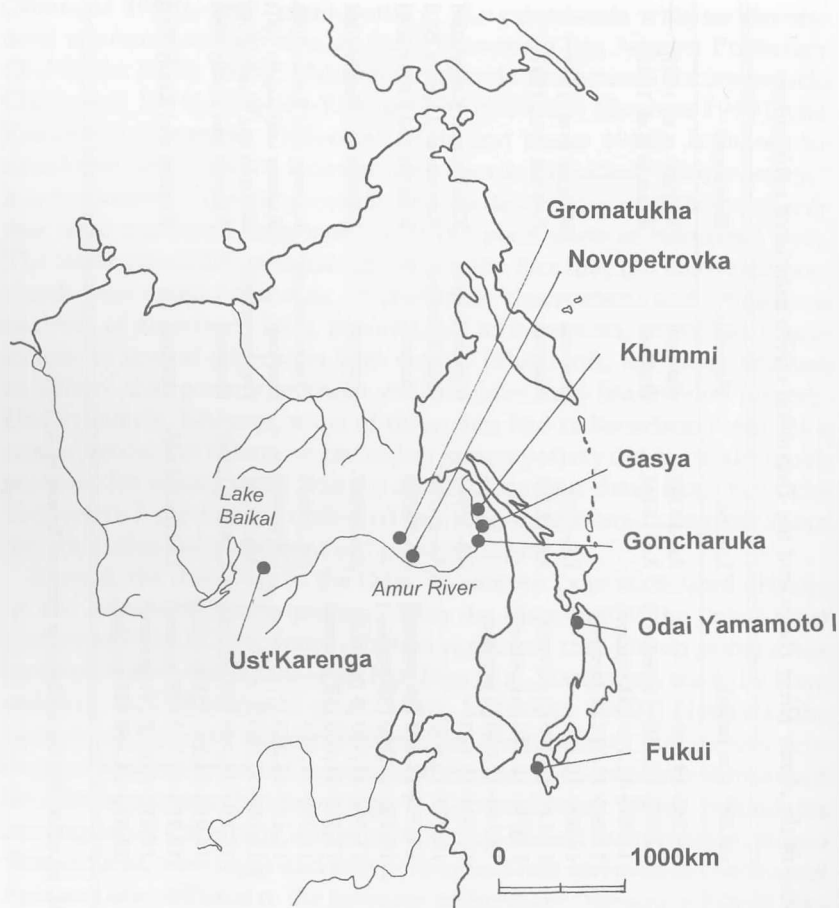 Gromatukha
Novopetrovka
Khummi
Gasya
Lake
Baikal
Goncharuka
Amur River
Odai Yamamoto I
Ust'Karenga
Fukui
0 1000km